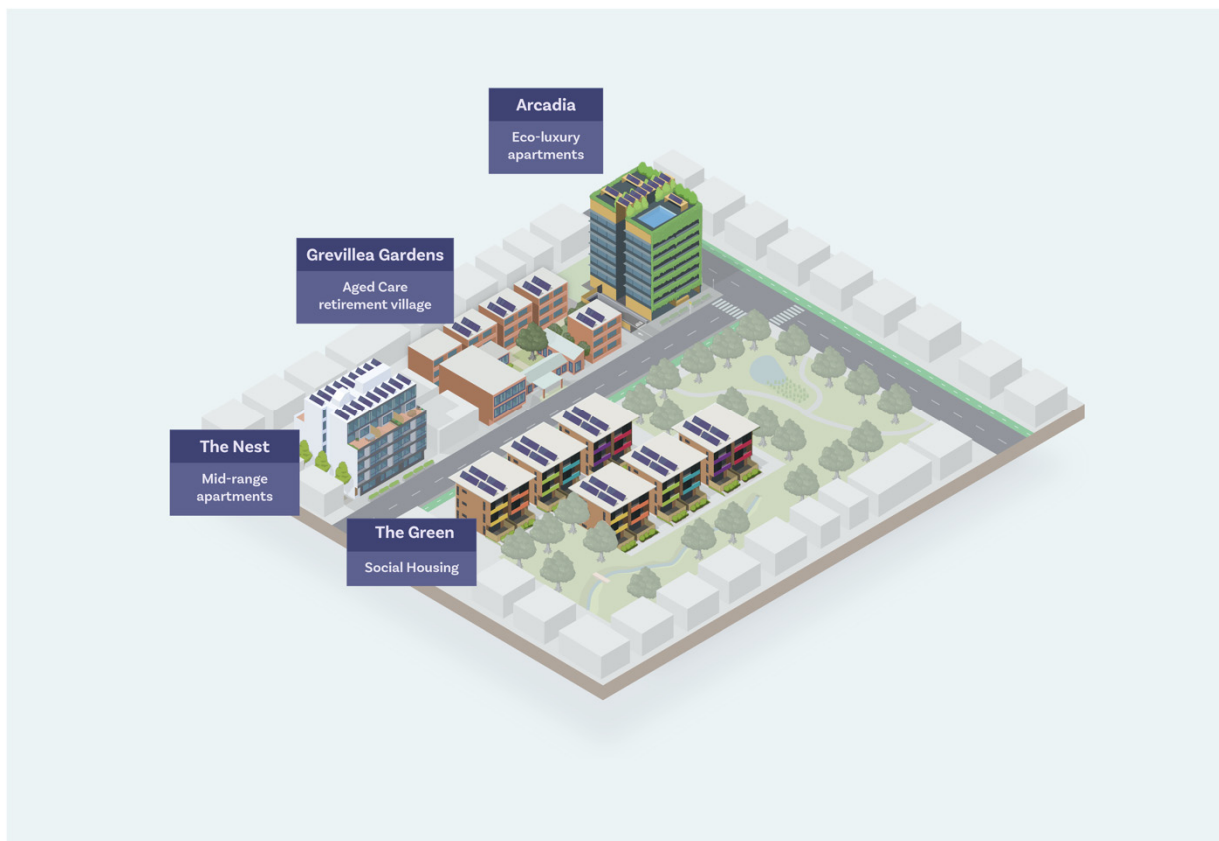 Arcadia
Eco-luxury
apartments
Grevillea Gardens
Aged Care
retirement village
The Nest
Mid-range
apartments
The Green
Social Housing